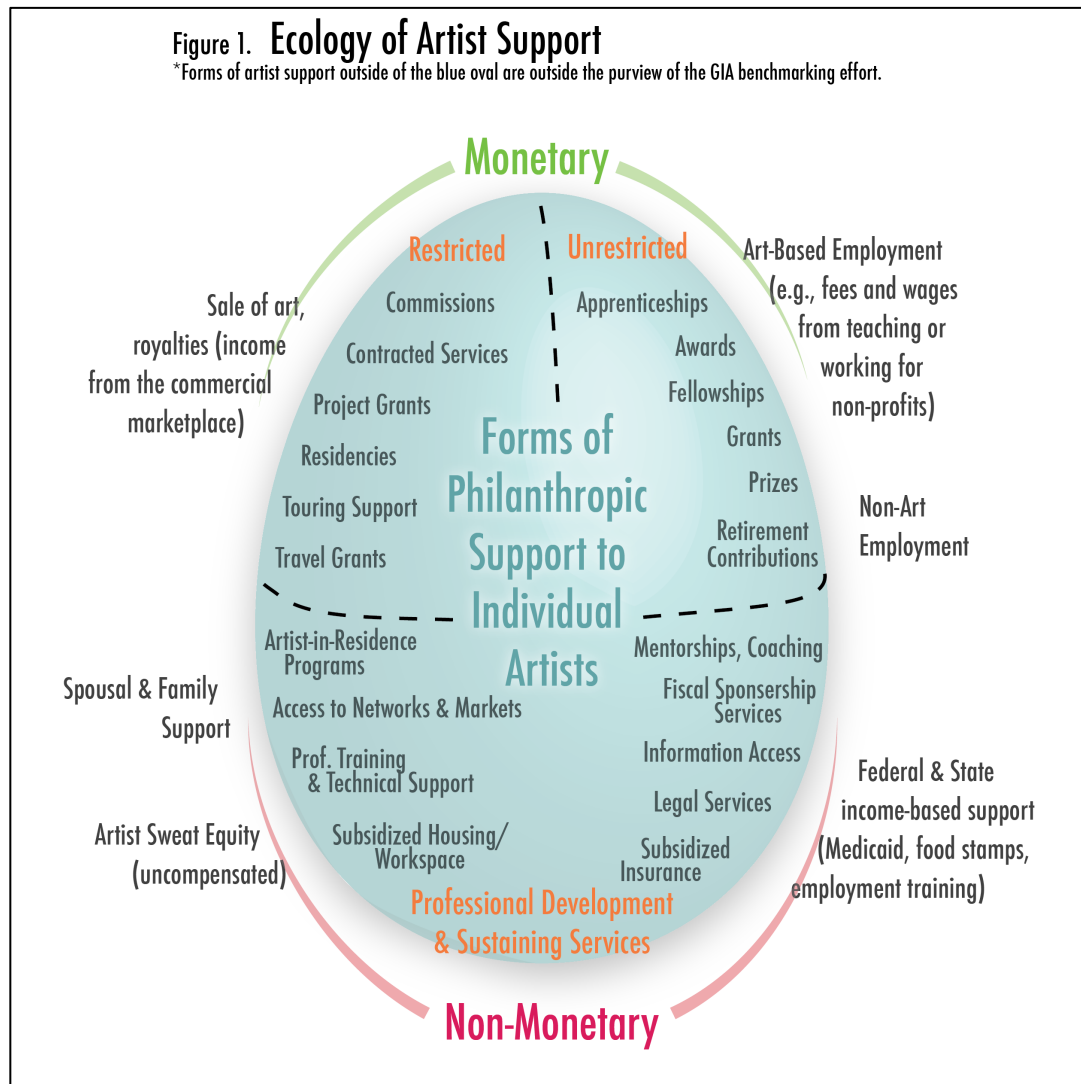 Figure 1. Ecology of Artist Support
*Forms of artist support outside of the blue oval are outside the purview of the GIA benchmarking effort.
Monetary
Restricted
Commissions
Contracted Services
Project Grants
Residencies
Touring Support
Travel Grants
Unrestricted
Apprenticeships
Awards
Fellowships
Grants
Prizes
Retirement
Contributions
Sale of art,
royalties (income
from the commercial
marketplace)
Art-Based Employment
(e.g., fees and wages
from teaching or
working for
non-profits)
Non-Art
Employment
Forms of
Philanthropic
Support to
Individual
Artists
Artist-in-Residence
Programs
Access to Networks & Markets
Prof. Training
& Technical Support
Subsidized Housing/
Workspace
Mentorships, Coaching
Fiscal Sponsership
Services
Information Access
Legal Services
Subsidized
Insurance
Professional Development
& Sustaining Services
Spousal & Family
Support
Artist Sweat Equity
(uncompensated)
Federal & State
income-based support
(Medicaid, food stamps,
employment training)
Non-Monetary